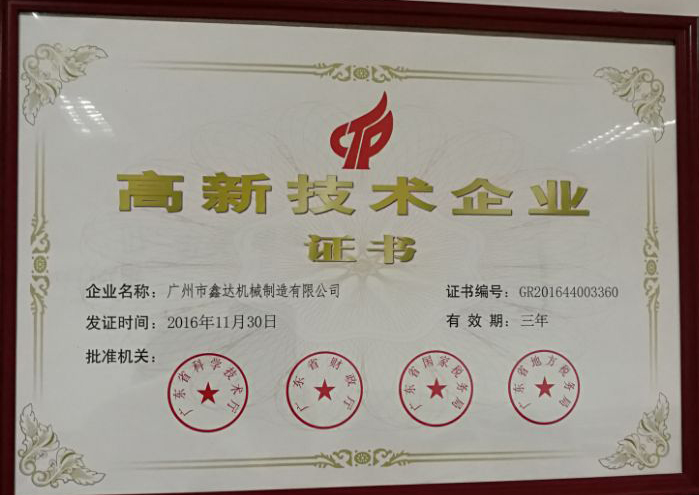 CTP
高新技术企业
证书
企业名称：广州市鑫达机械制造有限公司 证书编号：GR201644003360
发证时间：2016年11月30日 有效期：三年
批准机关：
广东省科学技术厅 广东省财政厅 广东省国家税务局 广东省地方税务局